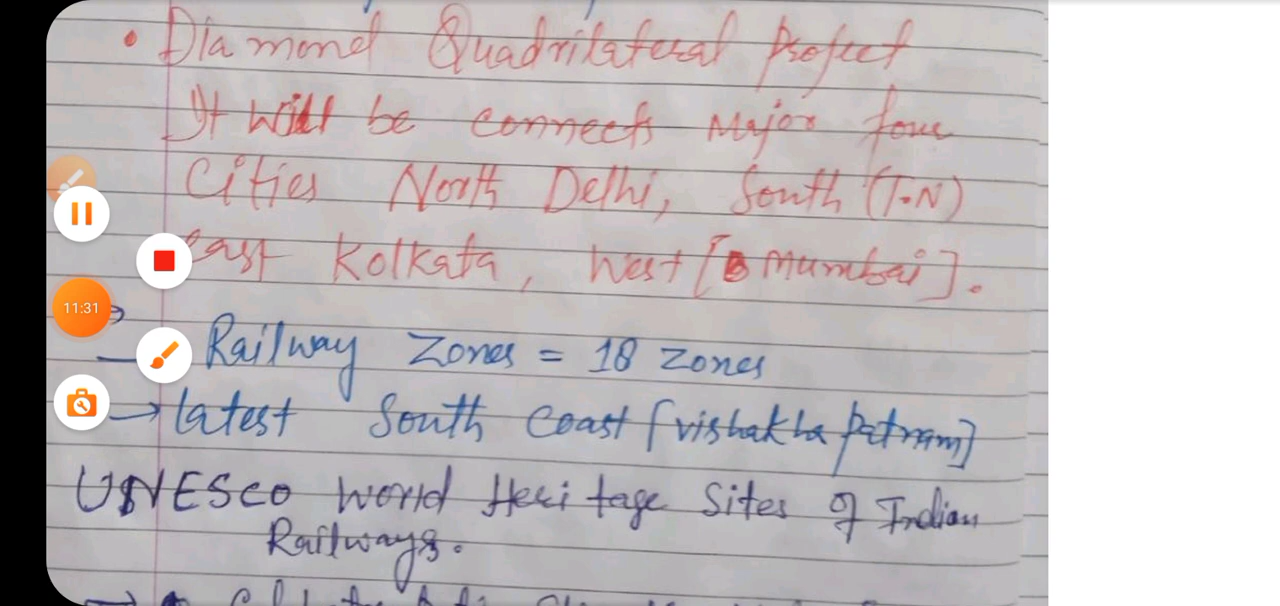 • Diamond Quadrilateral Project
It will be connects Major four
Cities North Delhi, South (T.N)
east Kolkata, West [Mumbai].
11:31
Railway Zones = 18 zones
→ latest South Coast [vishakha patnam]
UNESCO World Heritage Sites of Indian
Railways.